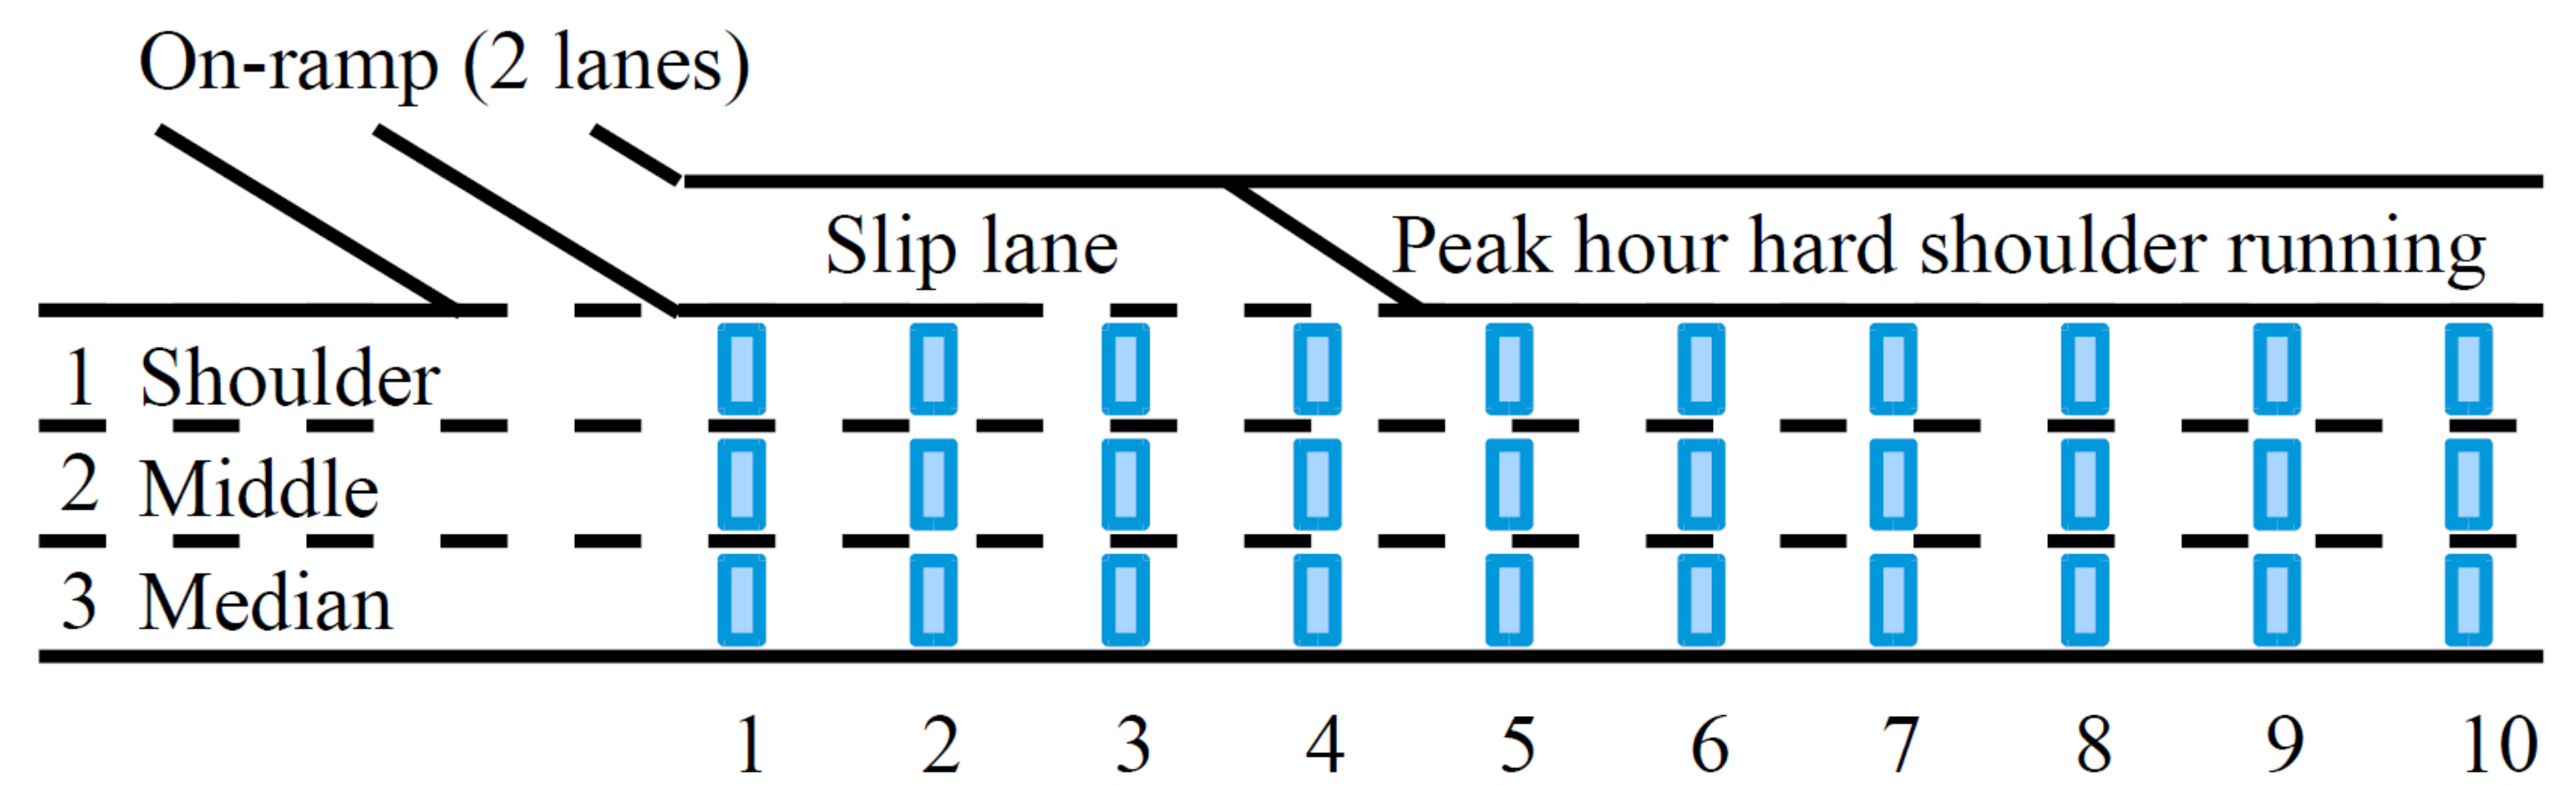 On-ramp (2 lanes)
Slip lane
Peak hour hard shoulder running
1 Shoulder
2 Middle
3 Median
1 2 3 4 5 6 7 8 9 10